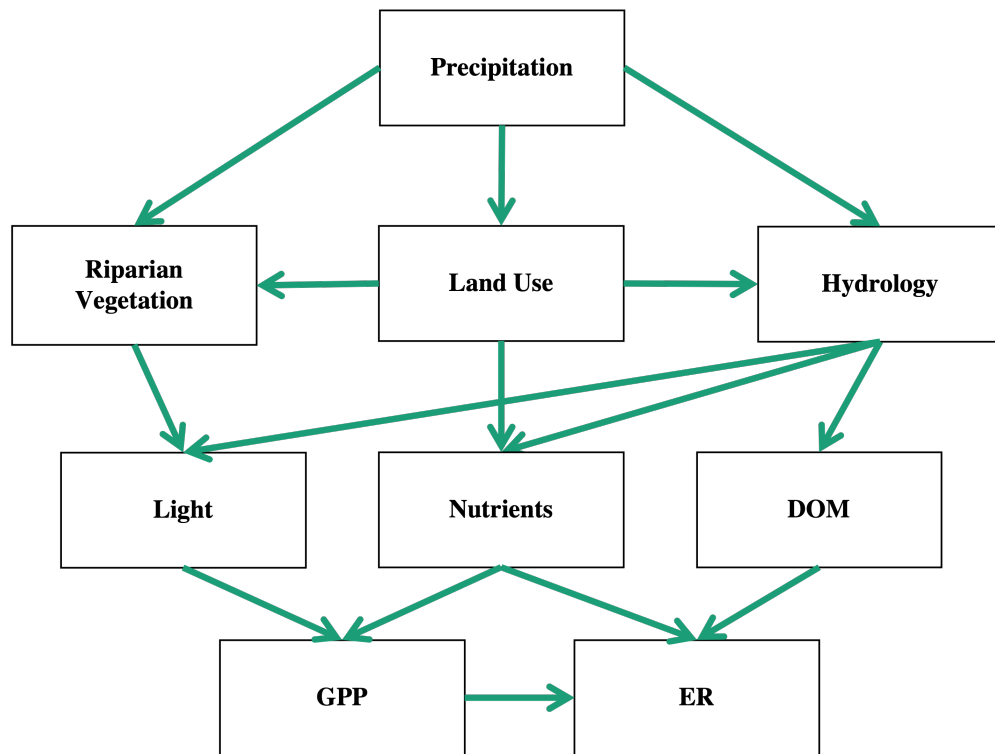 Precipitation
Riparian
Vegetation
Land Use
Hydrology
Light
Nutrients
DOM
GPP
ER